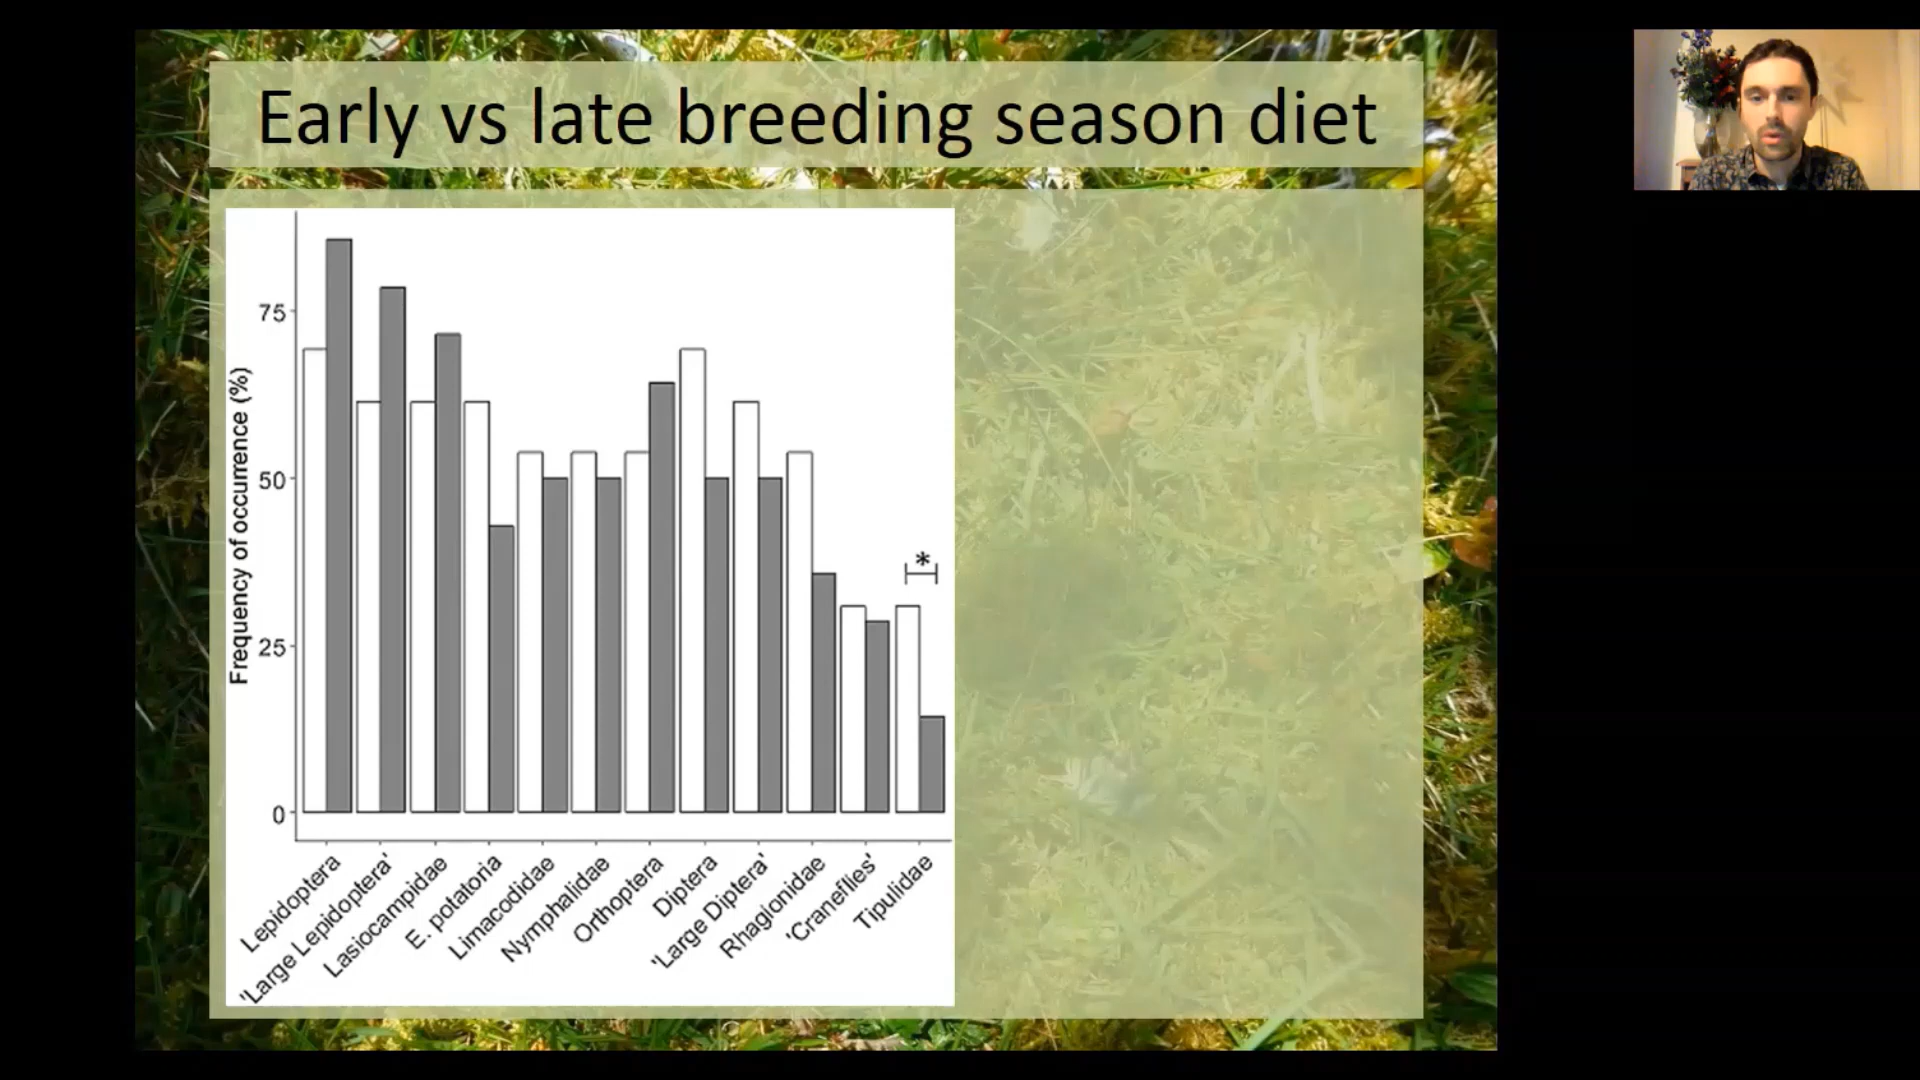 Early vs late breeding season diet
Frequency of occurrence (%)
75
50
25
0
*
Lepidoptera
'Large Lepidoptera'
Lasiocampidae
E. potatoria
Limacodidae
Nymphalidae
Orthoptera
Diptera
'Large Diptera'
Rhagionidae
'Craneflies'
Tipulidae